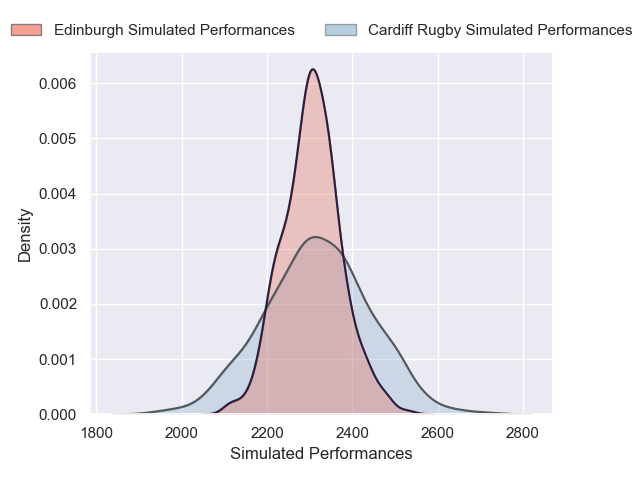 Edinburgh Simulated Performances
Cardiff Rugby Simulated Performances
0.006
0.005
0.004
0.003
0.002
0.001
0.000
Density
1800 2000 2200 2400 2600 2800
Simulated Performances